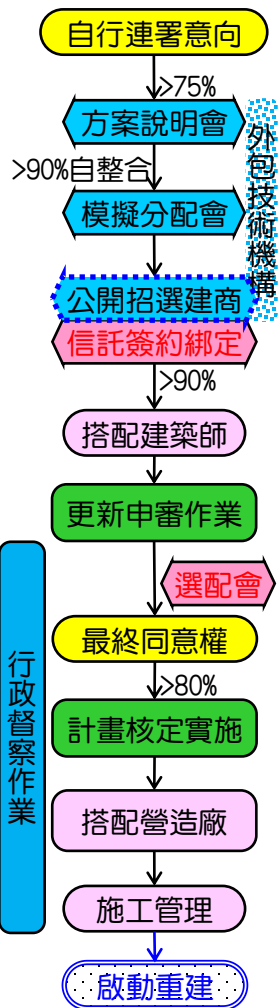 自行連署意向
>75%
方案說明會
>90%自整合
模擬分配會
外包技術機構
公開招選建商
信託簽約綁定
>90%
搭配建築師
更新申審作業
選配會
行政督察作業
最終同意權
>80%
計畫核定實施
搭配營造廠
施工管理
啟動重建